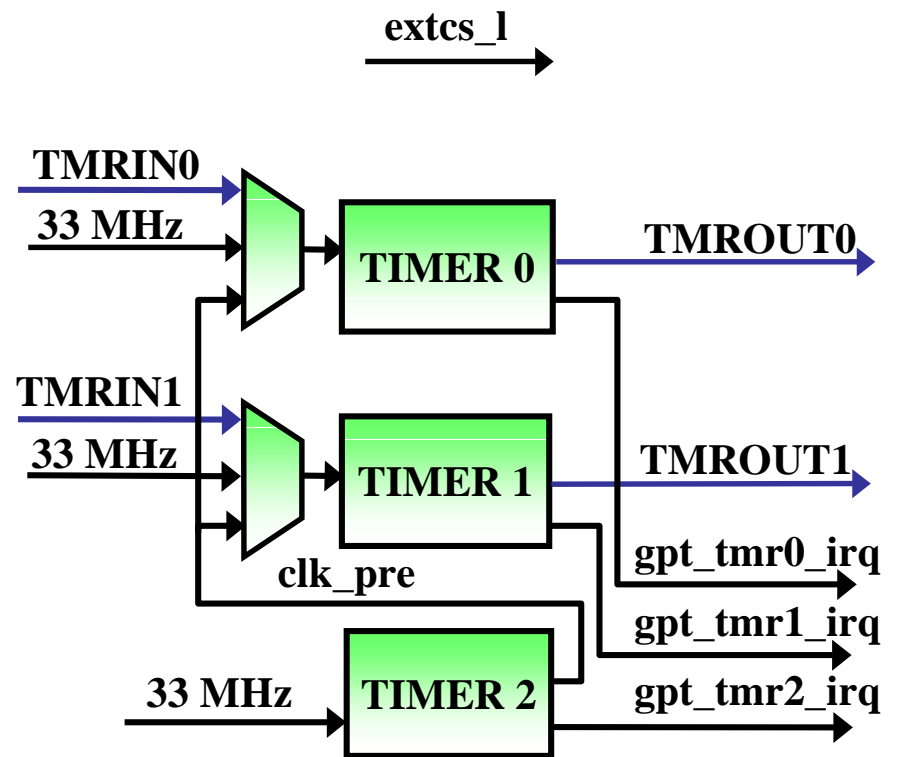 extcs_l
TMRIN0
33 MHz
TIMER 0
TMROUT0
TMRIN1
33 MHz
TIMER 1
TMROUT1
gpt_tmr0_irq
clk_pre
gpt_tmr1_irq
33 MHz
TIMER 2
gpt_tmr2_irq